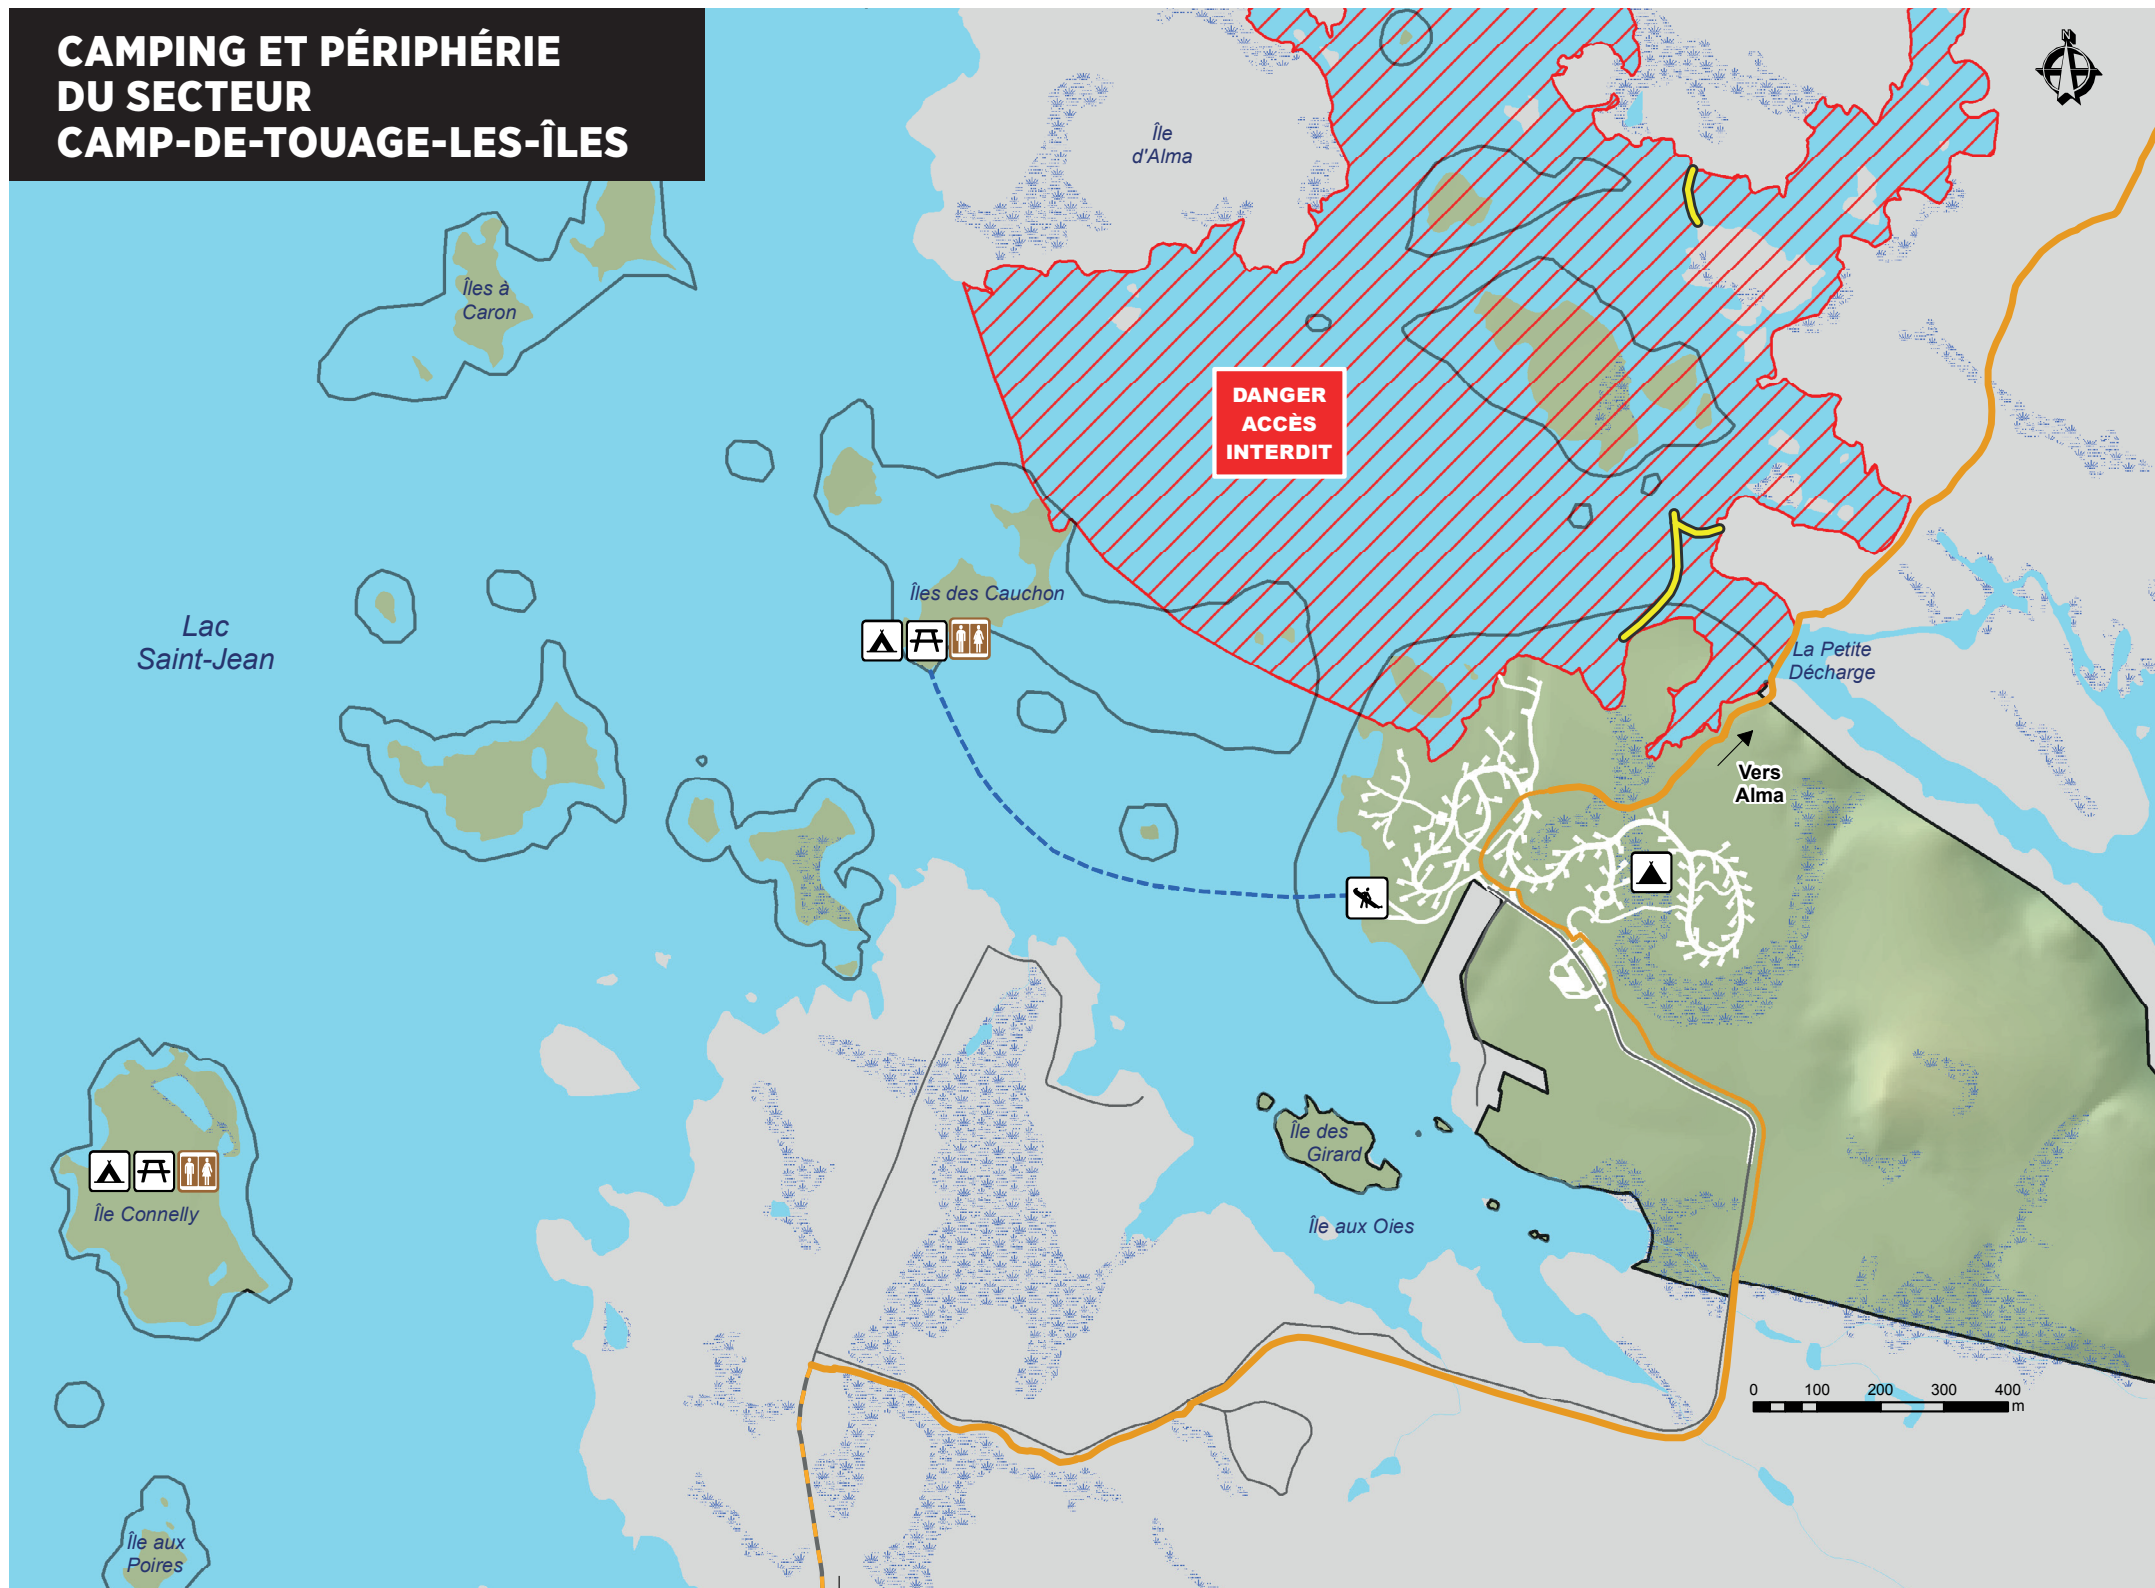 CAMPING ET PÉRIPHÉRIE
DU SECTEUR
CAMP-DE-TOUAGE-LES-ÎLES
N
Île
d'Alma
Îles à
Caron
DANGER
ACCÈS
INTERDIT
Îles des Cauchon
Lac
Saint-Jean
La Petite
Décharge
Vers
Alma
Île des
Girard
Île Connelly
Île aux Oies
0 100 200 300 400
m
Île aux
Poires